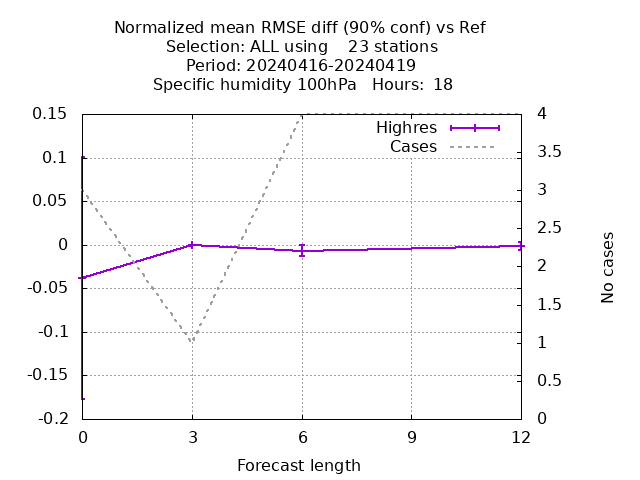 Normalized mean RMSE diff (90% conf) vs Ref
Selection: ALL using    23 stations
Period: 20240416-20240419
Specific humidity 100hPa   Hours:  18
Highres
Cases
0.15
0.1
0.05
0
-0.05
-0.1
-0.15
-0.2
4
3.5
3
2.5
2
1.5
1
0.5
0
No cases
0
3
6
9
12
Forecast length